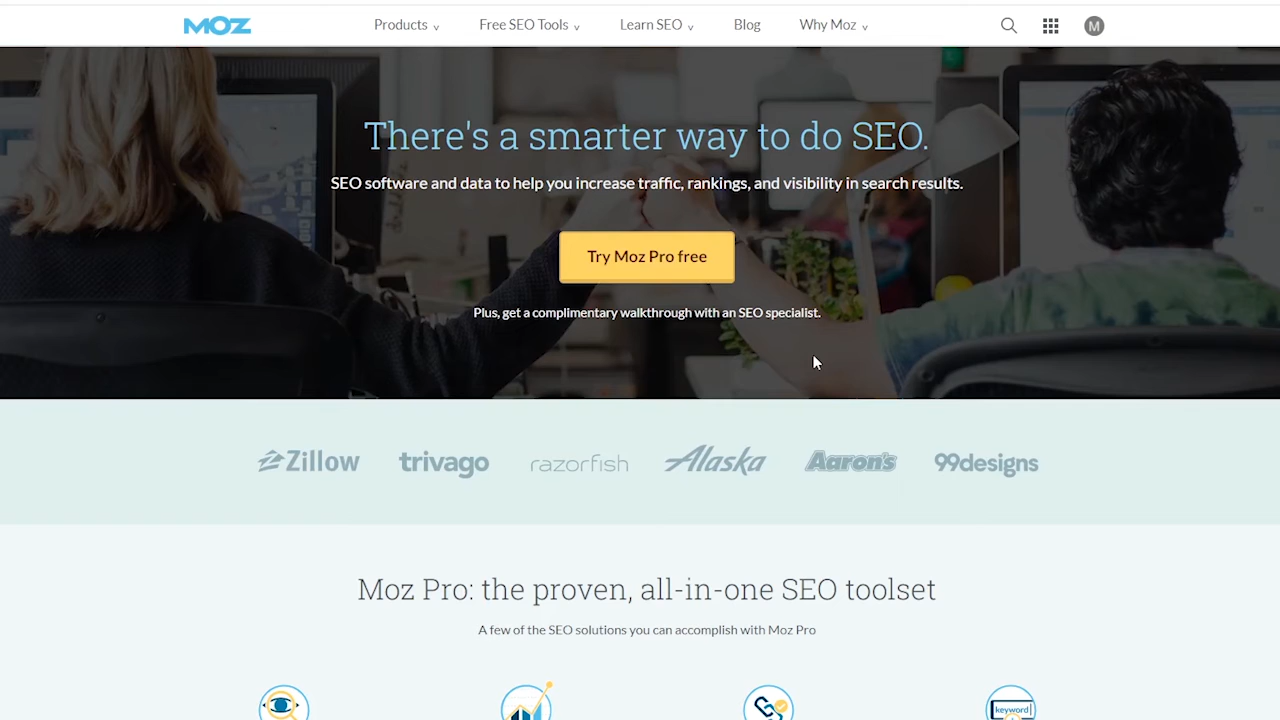 MOZ
Products
Free SEO Tools
Learn SEO
Blog
Why Moz
M
There's a smarter way to do SEO.
SEO software and data to help you increase traffic, rankings, and visibility in search results.
Try Moz Pro free
Plus, get a complimentary walkthrough with an SEO specialist.
Zillow
trivago
razorfish
Alaska
Aaron's
99designs
Moz Pro: the proven, all-in-one SEO toolset
A few of the SEO solutions you can accomplish with Moz Pro
keyword